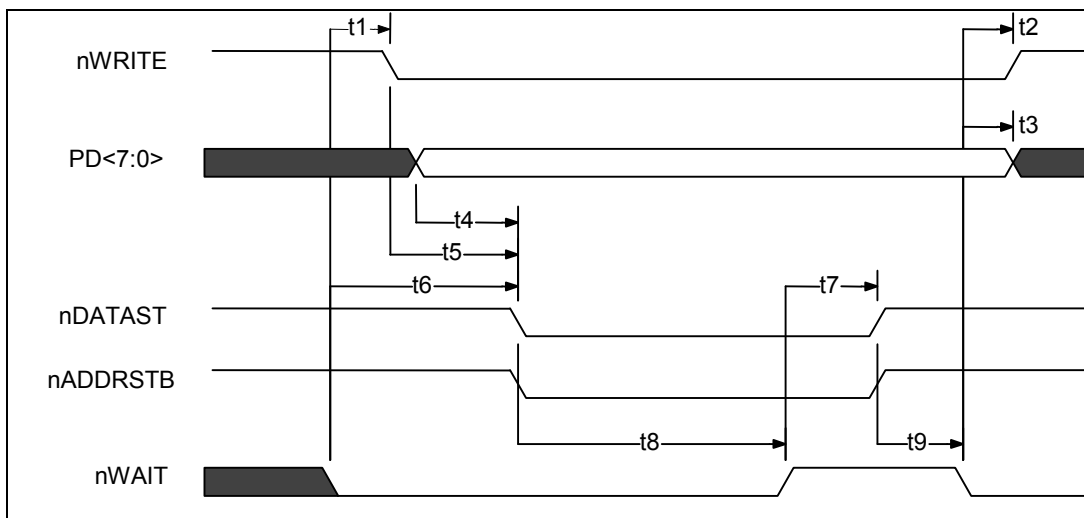 t1
t2
nWRITE
t3
PD<7:0>
t4
t5
t6
t7
nDATAST
nADDRSTB
t8
t9
nWAIT